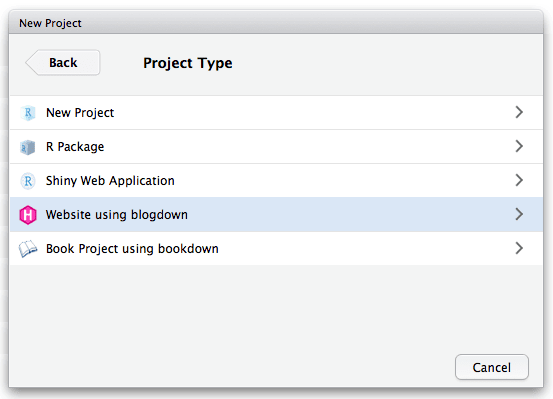 New Project
Back
Project Type
New Project
R Package
Shiny Web Application
Website using blogdown
Book Project using bookdown
Cancel